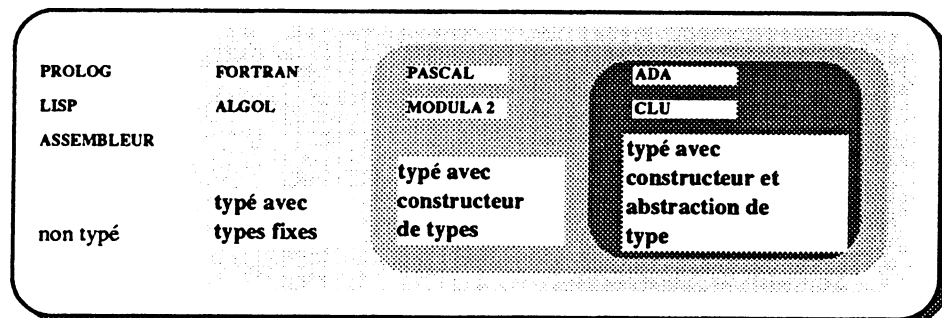 PROLOG
LISP
ASSEMBLEUR
non typé
FORTRAN
ALGOL
typé avec
types fixes
PASCAL
MODULA 2
typé avec
constructeur
de types
ADA
CLU
typé avec
constructeur et
abstraction de
type